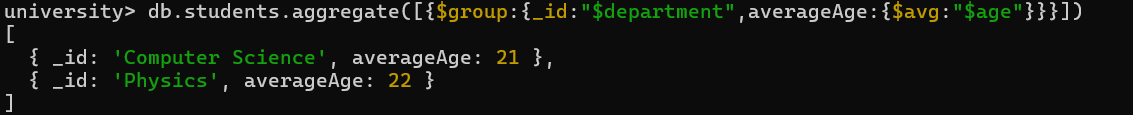 university> db.students.aggregate([{$group:{_id:"$department",averageAge:{$avg:"$age"}}}])
[
  { _id: 'Computer Science', averageAge: 21 },
  { _id: 'Physics', averageAge: 22 }
]